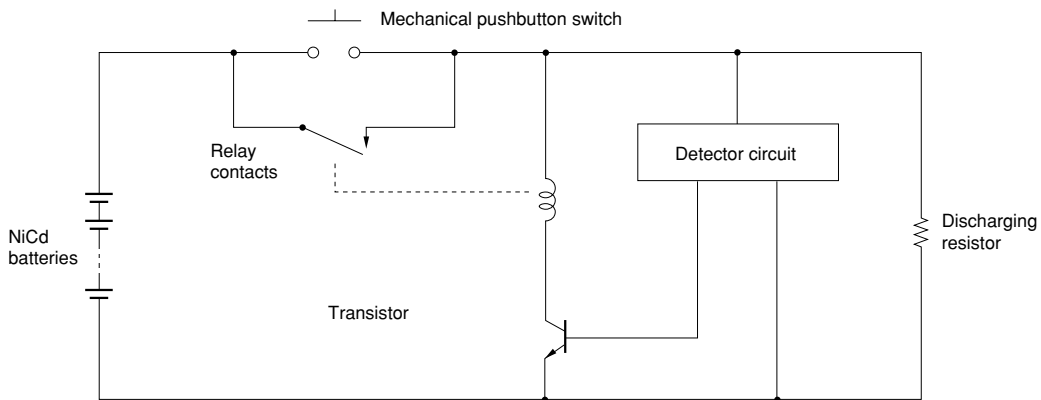 Mechanical pushbutton switch
Relay
contacts
Detector circuit
NiCd
batteries
Discharging
resistor
Transistor